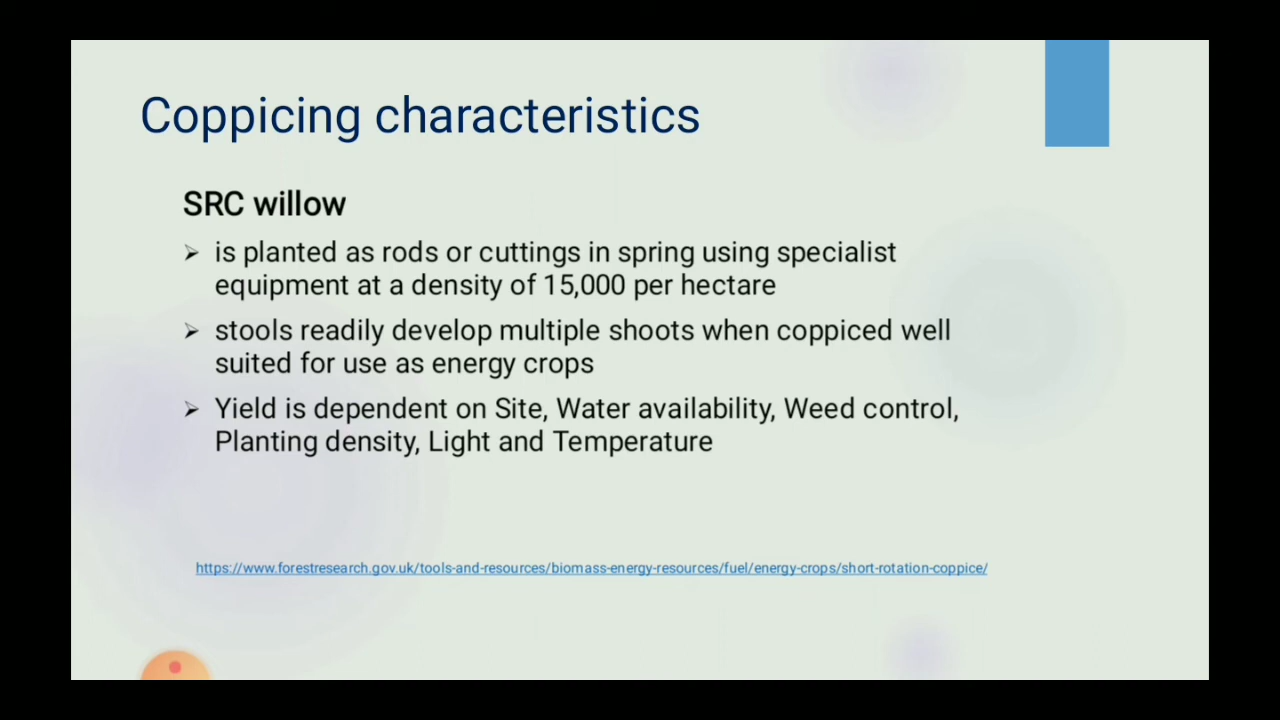 Coppicing characteristics
SRC willow
➢ is planted as rods or cuttings in spring using specialist
equipment at a density of 15,000 per hectare
➢ stools readily develop multiple shoots when coppiced well
suited for use as energy crops
➢ Yield is dependent on Site, Water availability, Weed control,
Planting density, Light and Temperature
https://www.forestresearch.gov.uk/tools-and-resources/biomass-energy-resources/fuel/energy-crops/short-rotation-coppice/